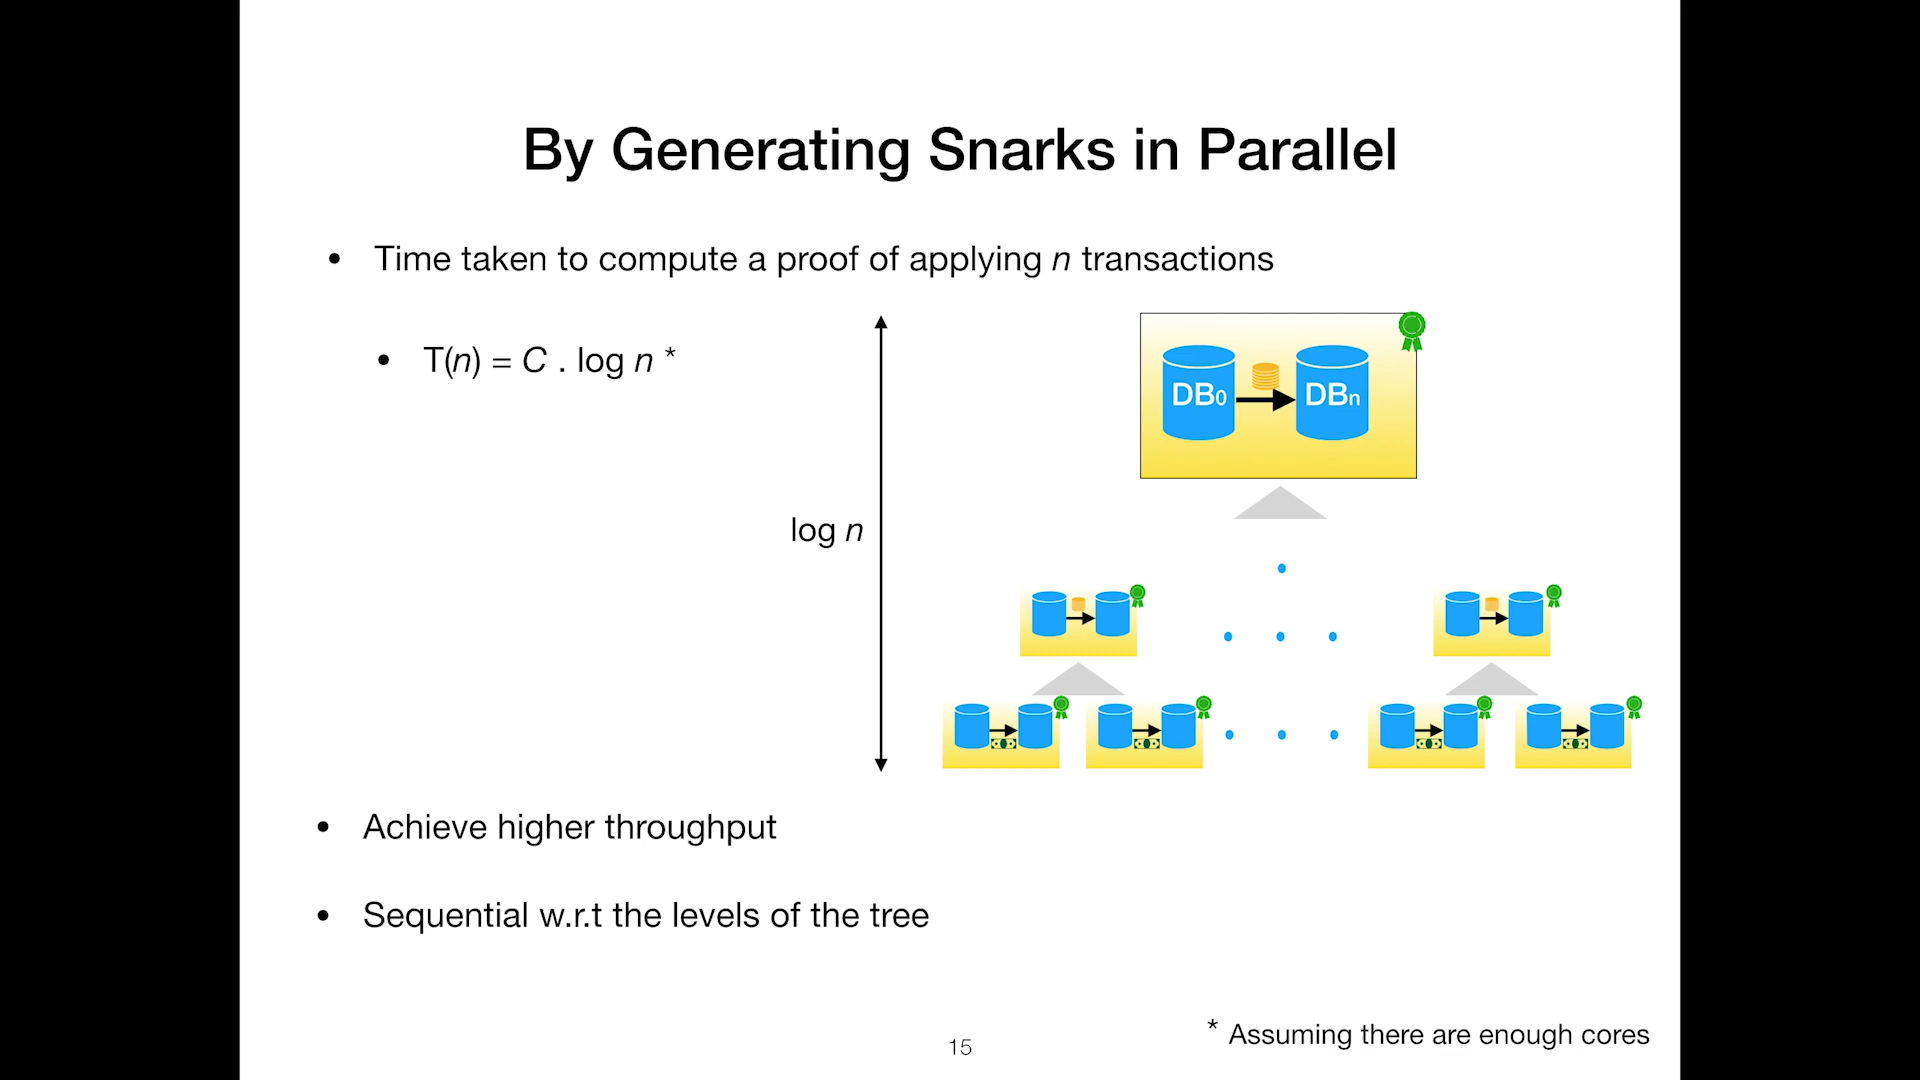 By Generating Snarks in Parallel
• Time taken to compute a proof of applying n transactions
• T(n) = C . log n *
DB₀ DBₙ
log n
• Achieve higher throughput
• Sequential w.r.t the levels of the tree
* Assuming there are enough cores
15